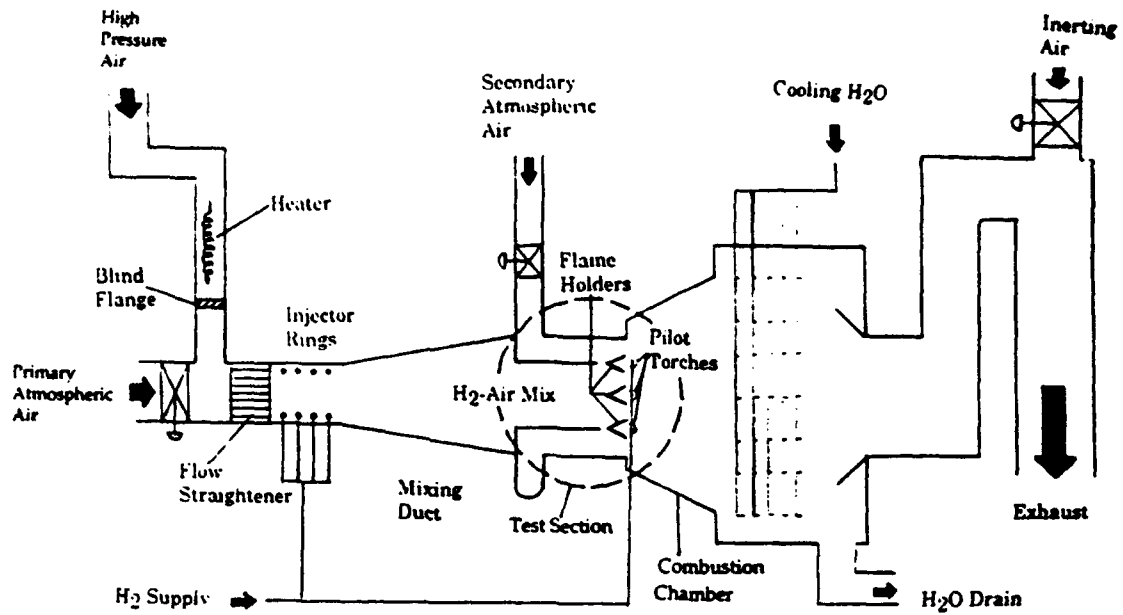 High
Pressure
Air
Inerting
Air
Secondary
Atmospheric
Air
Cooling H2O
Heater
Flame
Holders
Blind
Flange
Injector
Rings
Pilot
Torches
Primary
Atmospheric
Air
H2-Air Mix
Flow
Straightener
Mixing
Duct
Test Section
Exhaust
Combustion
Chamber
H2 Supply
H2O Drain